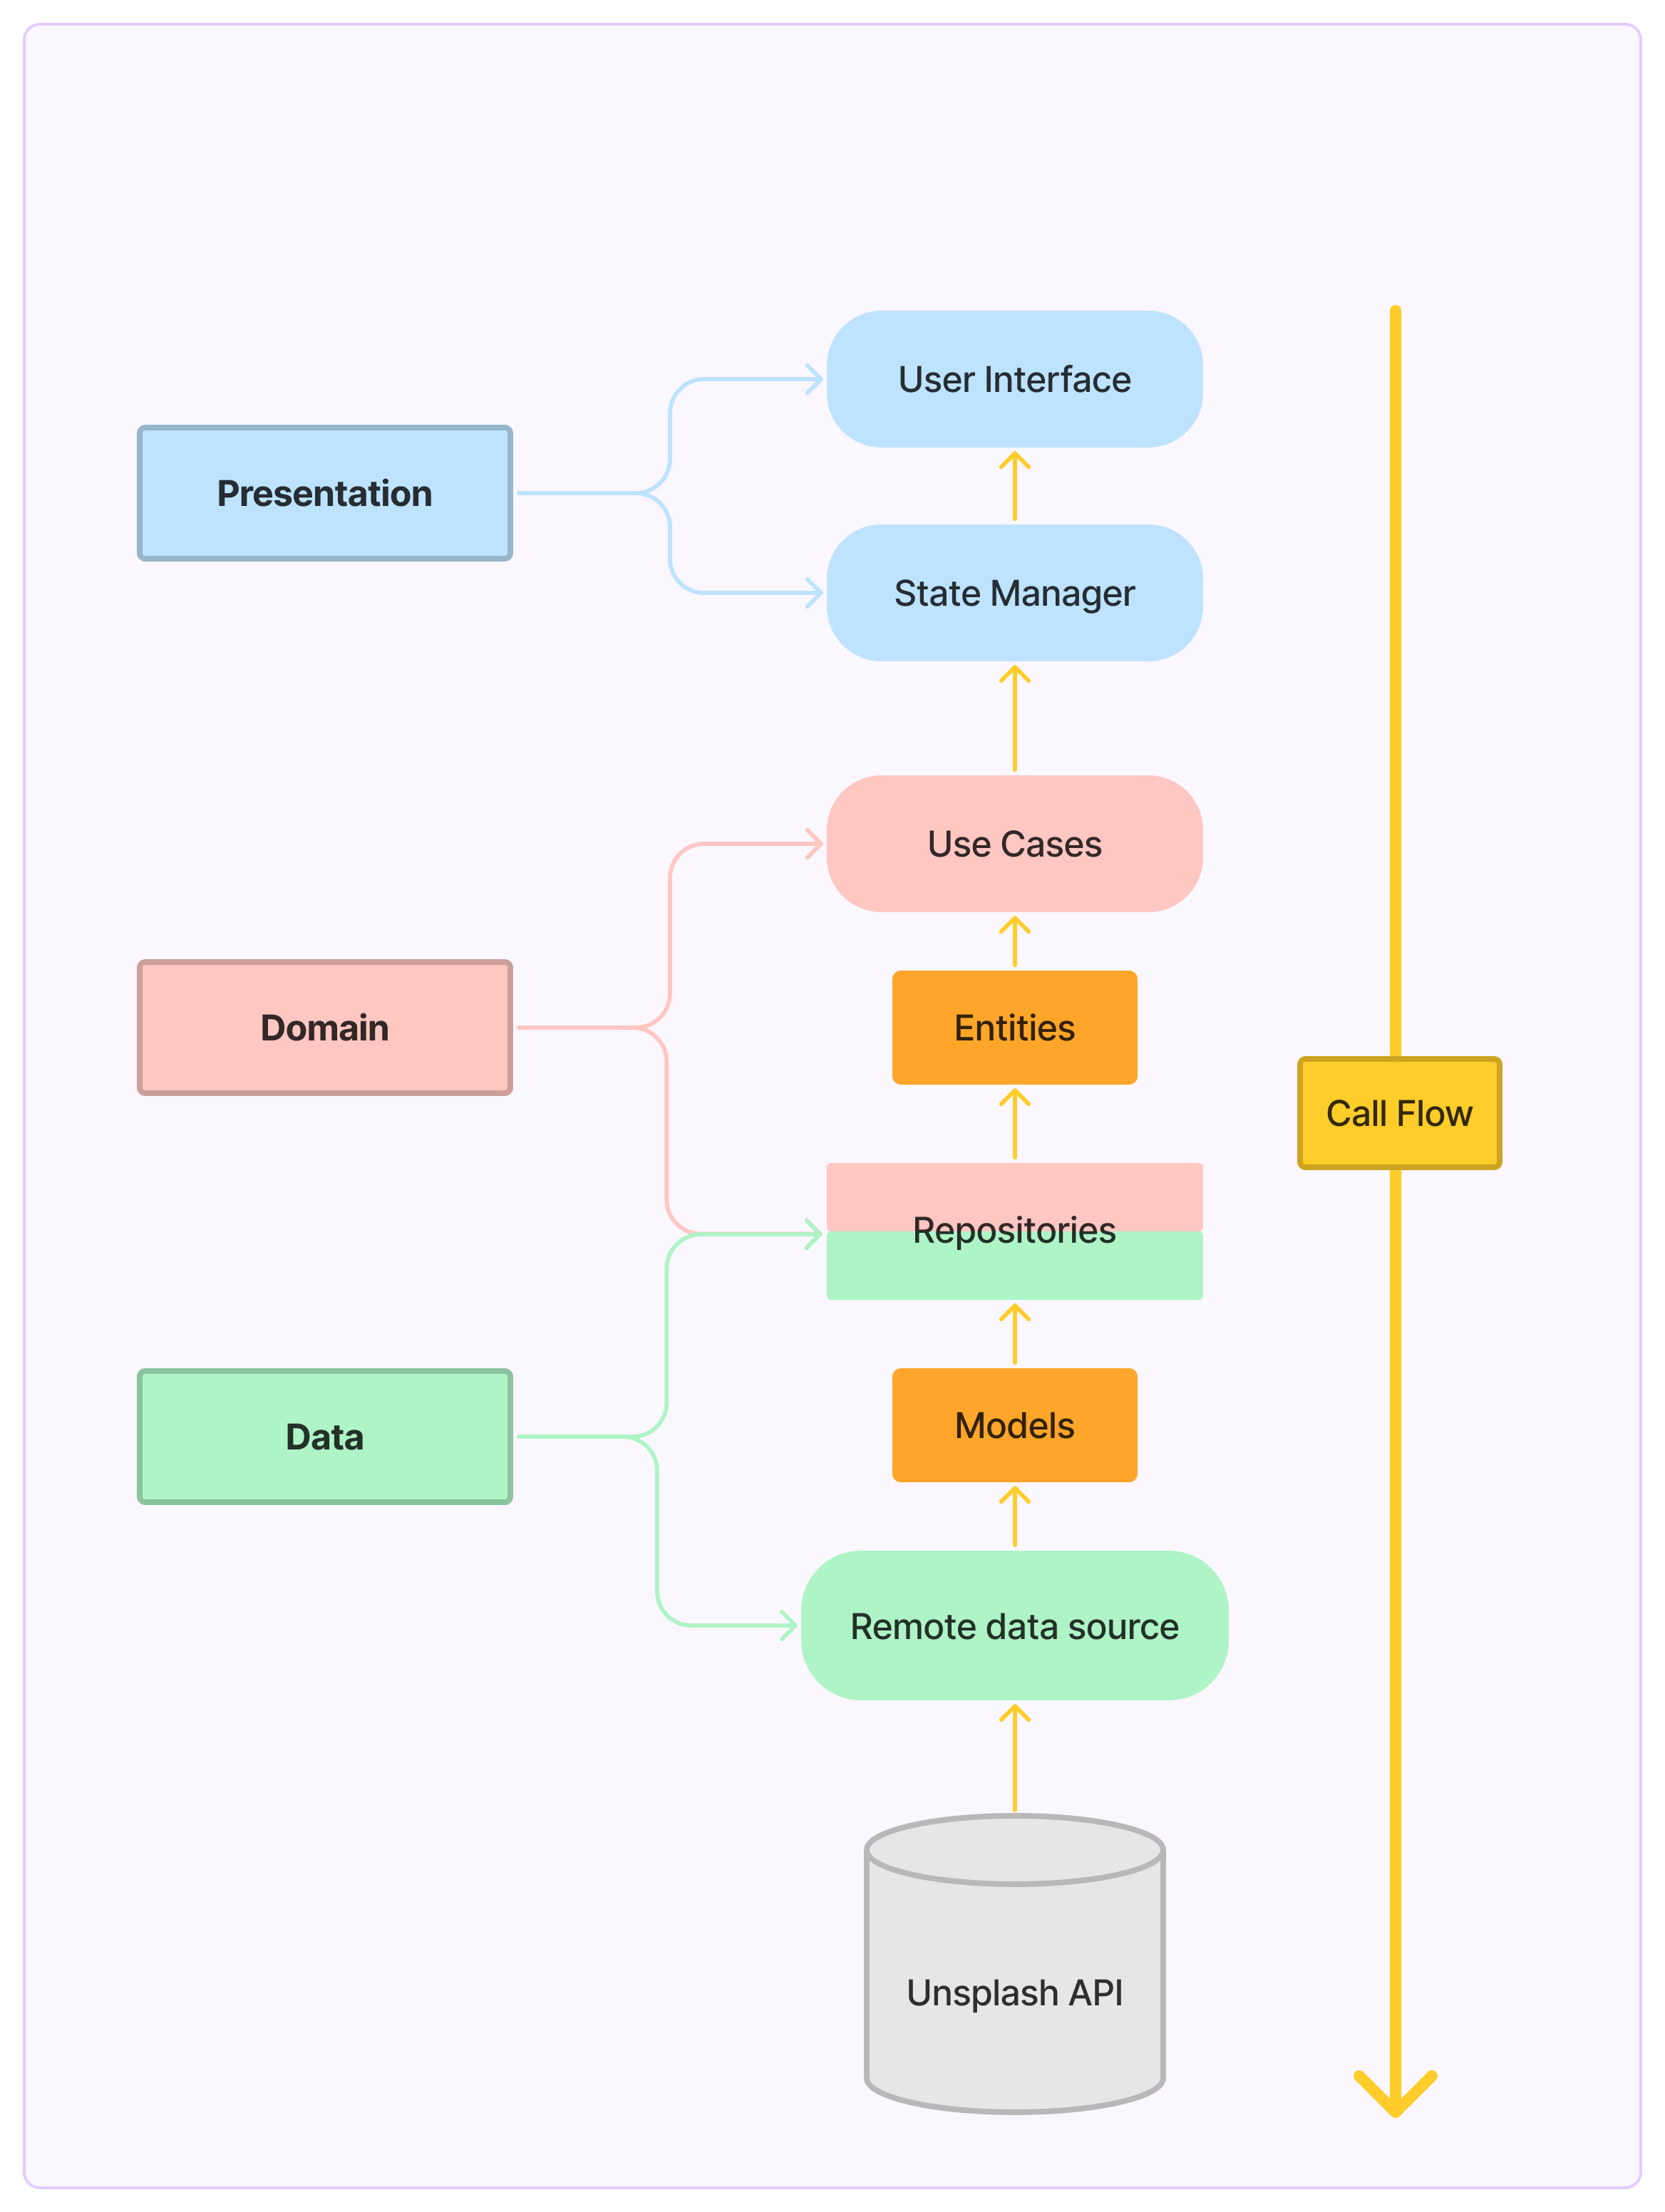 User Interface
Presentation
State Manager
Use Cases
Domain
Entities
Call Flow
Repositories
Data
Models
Remote data source
Unsplash API